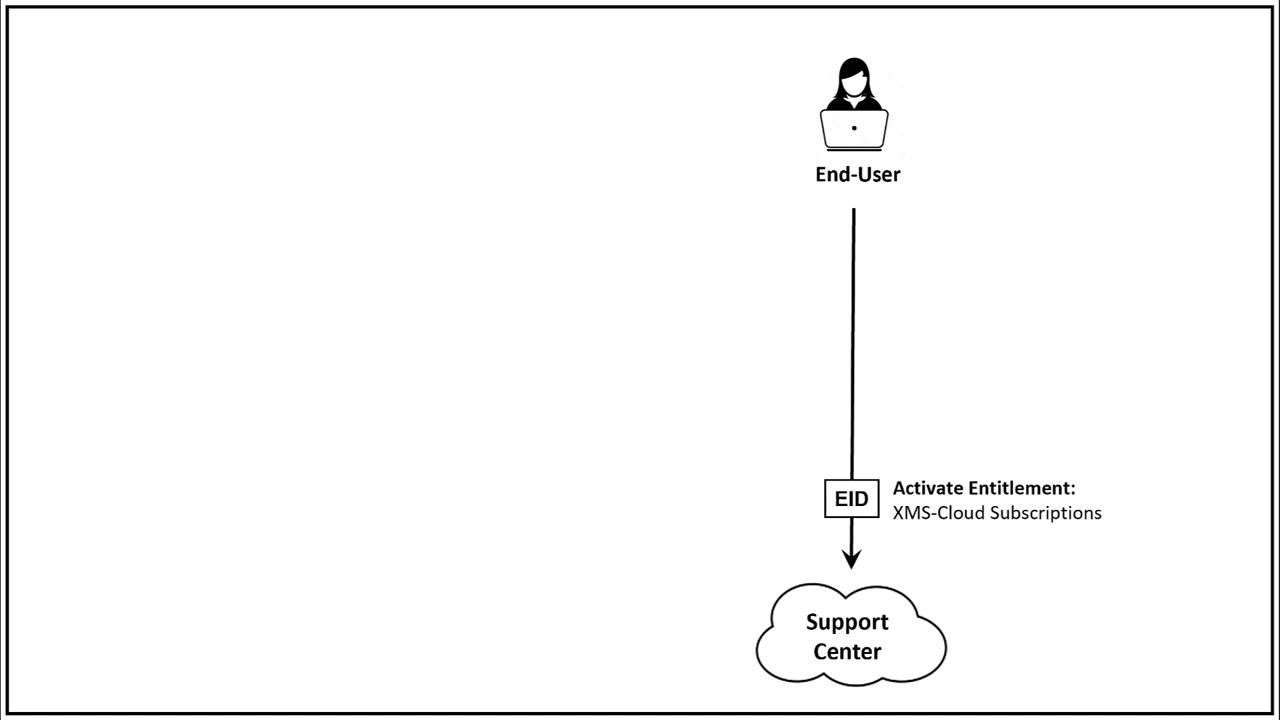 End-User
EID
Activate Entitlement:
XMS-Cloud Subscriptions
Support
Center